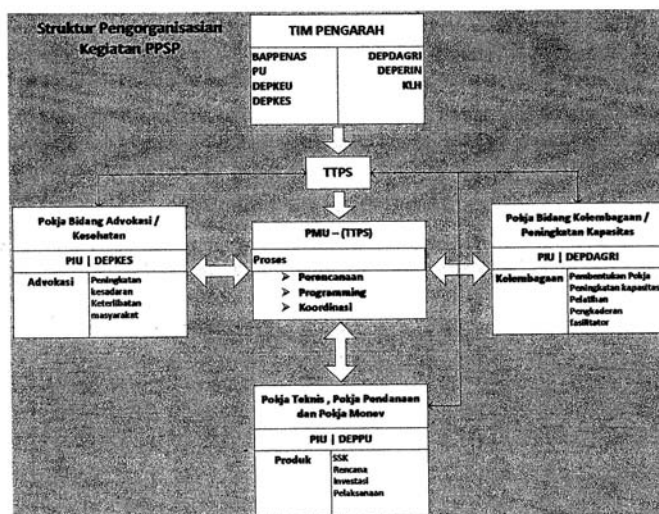 Struktur Pengorganisasian
Kegiatan PPSP
TIM PENGARAH
BAPPENAS
PU
DEPKEU
DEPKES
DEPDAGRI
DEPERIN
KLH
TTPS
Pokja Bidang Advokasi /
Kesehatan
PIU | DEPKES
Advokasi
Peningkatan
kesadaran
Keterlibatan
masyarakat
PMU – (TTPS)
Proses
➢ Perencanaan
➢ Programming
➢ Koordinasi
Pokja Bidang Kelembagaan /
Peningkatan Kapasitas
PIU | DEPDAGRI
Kelembagaan
Pembentukan Pokja
Peningkatan kapasitas
Pelatihan
Pengkaderan
fasilitator
Pokja Teknis , Pokja Pendanaan
dan Pokja Monev
PIU | DEPPU
Produk
SSK
Rencana
Investasi
Pelaksanaan